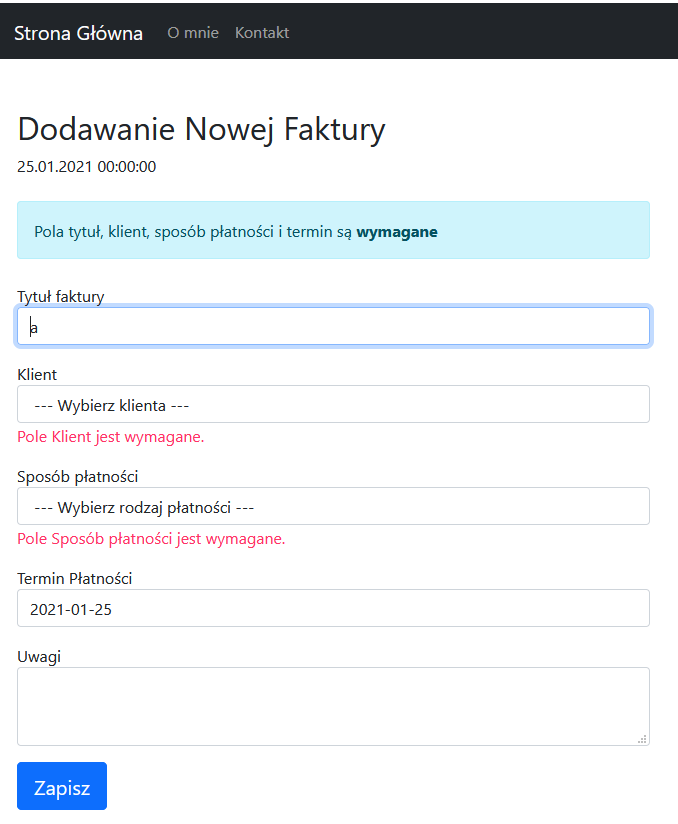 Strona Główna O mnie Kontakt
Dodawanie Nowej Faktury
25.01.2021 00:00:00
Pola tytuł, klient, sposób płatności i termin są wymagane
Tytuł faktury
a
Klient
--- Wybierz klienta ---
Pole Klient jest wymagane.
Sposób płatności
--- Wybierz rodzaj płatności ---
Pole Sposób płatności jest wymagane.
Termin Płatności
2021-01-25
Uwagi
Zapisz